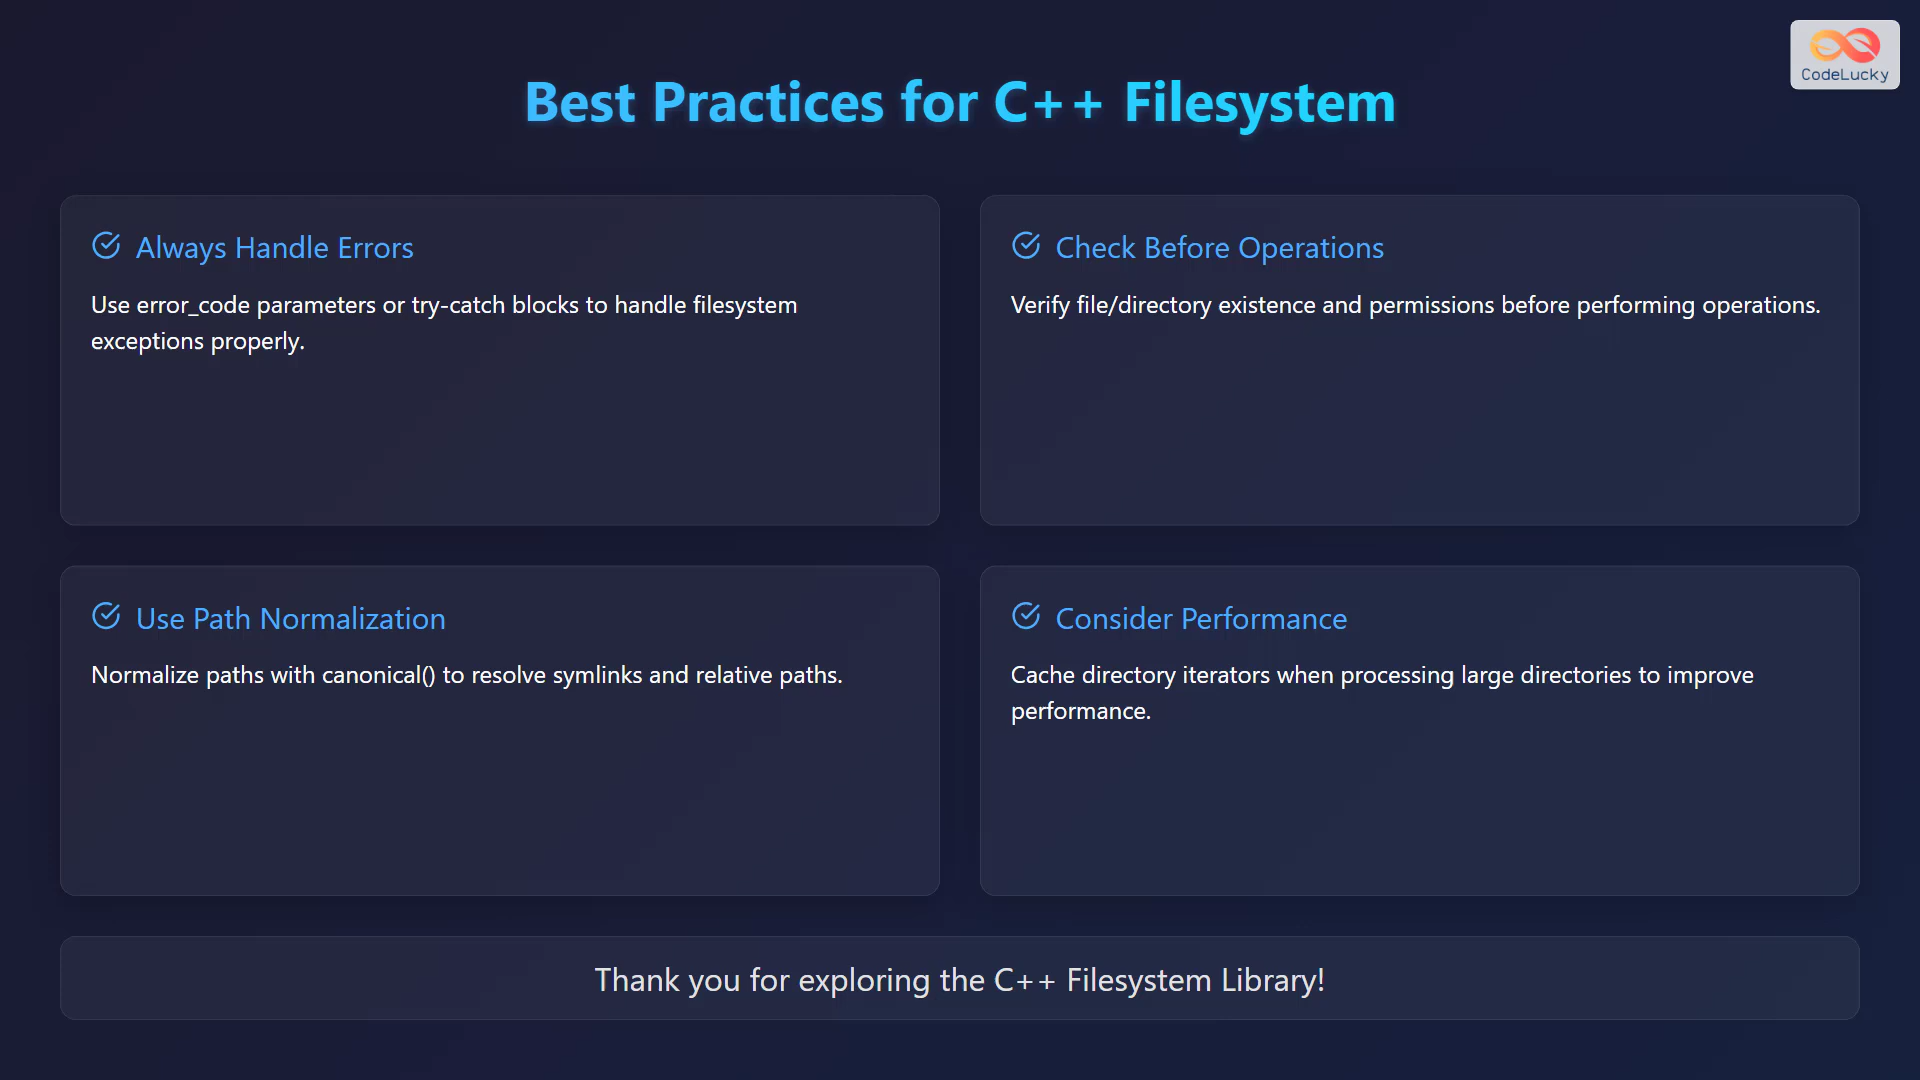 CodeLucky
Best Practices for C++ Filesystem
Always Handle Errors
Use error_code parameters or try-catch blocks to handle filesystem
exceptions properly.
Check Before Operations
Verify file/directory existence and permissions before performing operations.
Use Path Normalization
Normalize paths with canonical() to resolve symlinks and relative paths.
Consider Performance
Cache directory iterators when processing large directories to improve
performance.
Thank you for exploring the C++ Filesystem Library!